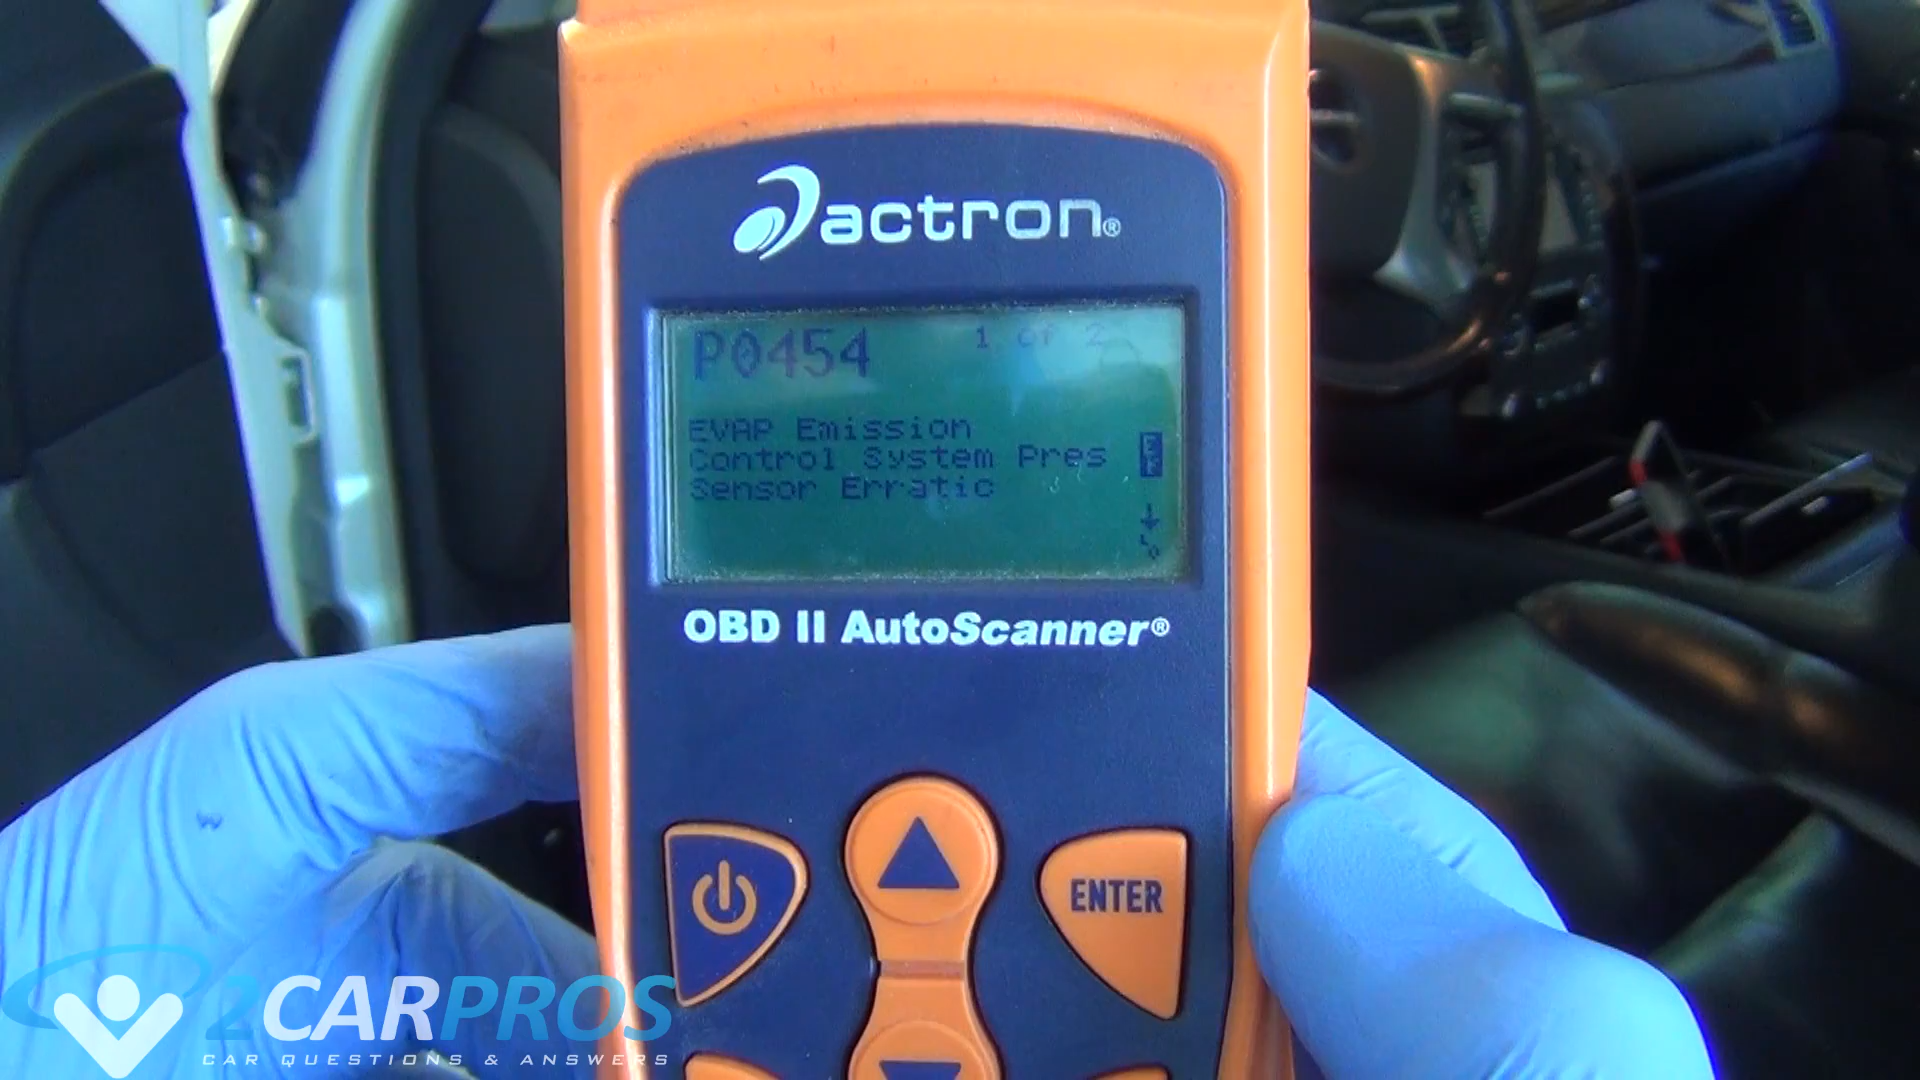 actron®
P0454 1 of 2
EVAP Emission
Control System Pres
Sensor Erratic
OBD II AutoScanner®
ENTER
2CARPROS
CAR QUESTIONS & ANSWERS